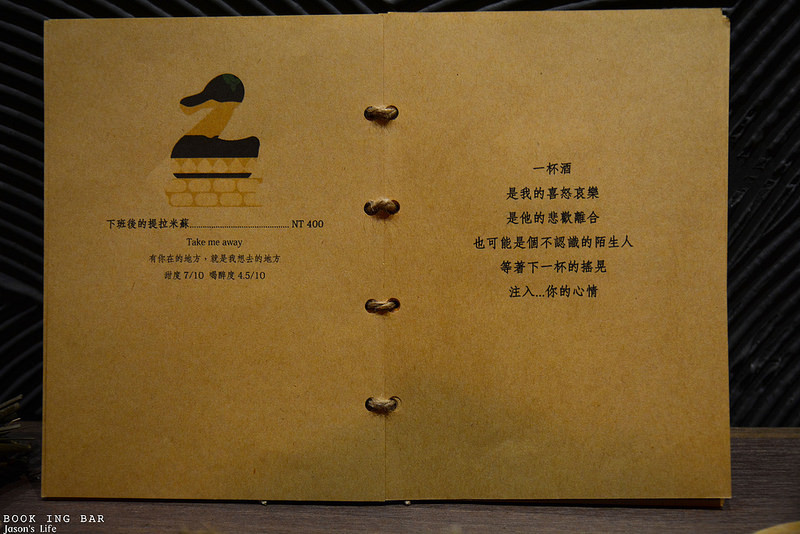 下班後的提拉米蘇........................................ NT 400
Take me away
有你在的地方，就是我想去的地方
甜度 7/10 喝醉度 4.5/10
一杯酒
是我的喜怒哀樂
是他的悲歡離合
也可能是個不認識的陌生人
等著下一杯的搖晃
注入...你的心情
BOOK ING BAR
Jason's Life